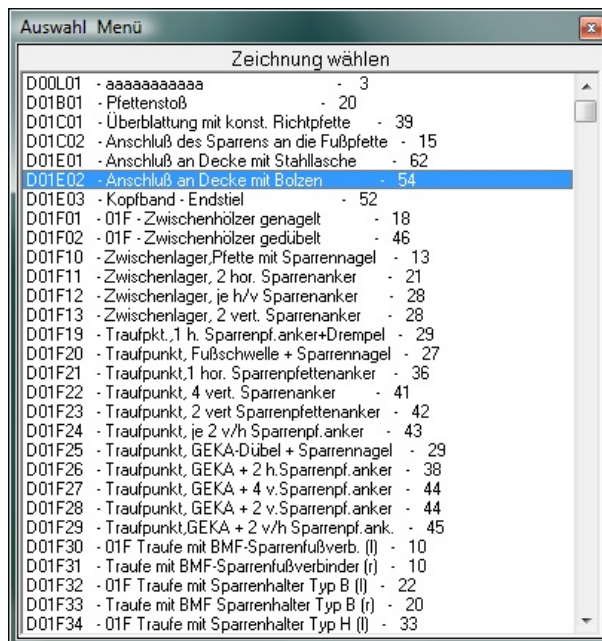 Auswahl Menü
Zeichnung wählen
D00L01 - aaaaaaaaaaa - 3
D01B01 - Pfettenstoß - 20
D01C01 - Überblattung mit konst. Richtpfette - 39
D01C02 - Anschluß des Sparrens an die Fußpfette - 15
D01E01 - Anschluß an Decke mit Stahllasche - 62
D01E02 - Anschluß an Decke mit Bolzen - 54
D01E03 - Kopfband - Endstiel - 52
D01F01 - 01F - Zwischenhölzer genagelt - 18
D01F02 - 01F - Zwischenhölzer gedübelt - 46
D01F10 - Zwischenlager,Pfette mit Sparrennagel - 13
D01F11 - Zwischenlager, 2 hor. Sparrenanker - 21
D01F12 - Zwischenlager, je h/v Sparrenanker - 28
D01F13 - Zwischenlager, 2 vert. Sparrenanker - 28
D01F19 - Traufpkt.,1 h. Sparrenpf.anker+Drempel - 29
D01F20 - Traufpunkt, Fußschwelle + Sparrennagel - 27
D01F21 - Traufpunkt,1 hor. Sparrenpfettenanker - 36
D01F22 - Traufpunkt, 4 vert. Sparrenanker - 41
D01F23 - Traufpunkt, 2 vert Sparrenpfettenanker - 42
D01F24 - Traufpunkt, je 2 v/h Sparrenpf.anker - 43
D01F25 - Traufpunkt, GEKA-Dübel + Sparrennagel - 29
D01F26 - Traufpunkt, GEKA + 2 h.Sparrenpf.anker - 38
D01F27 - Traufpunkt, GEKA + 4 v.Sparrenpf.anker - 44
D01F28 - Traufpunkt, GEKA + 2 v.Sparrenpf.anker - 44
D01F29 - Traufpunkt,GEKA + 2 v/h Sparrenpf.ank. - 45
D01F30 - 01F Traufe mit BMF-Sparrenfußverb. (l) - 10
D01F31 - Traufe mit BMF-Sparrenfußverbinder (r) - 10
D01F32 - 01F Traufe mit Sparrenhalter Typ B (l) - 22
D01F33 - Traufe mit BMF Sparrenhalter Typ B (r) - 20
D01F34 - 01F Traufe mit Sparrenhalter Typ H (l) - 33